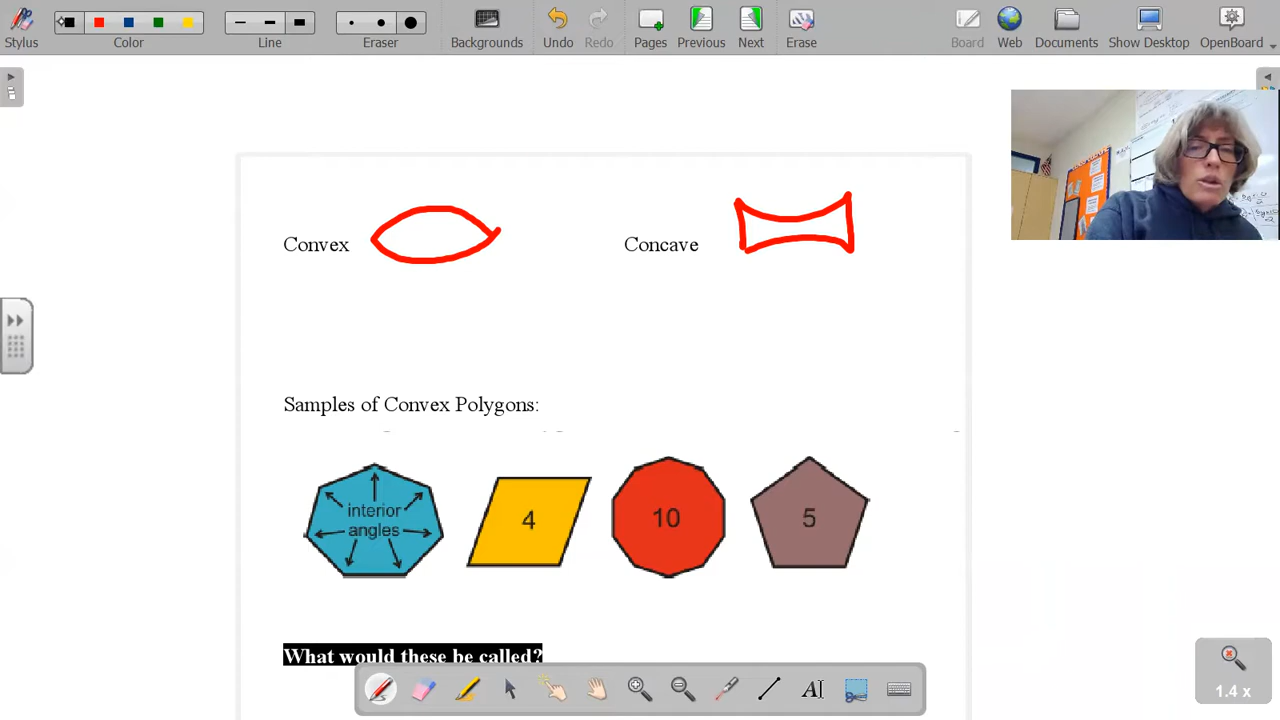 Stylus Color Line Eraser Backgrounds Undo Redo Pages Previous Next Erase Board Web Documents Show Desktop OpenBoard
Convex Concave
Samples of Convex Polygons:
interior
angles
4 10 5
What would these be called?
1.4 x